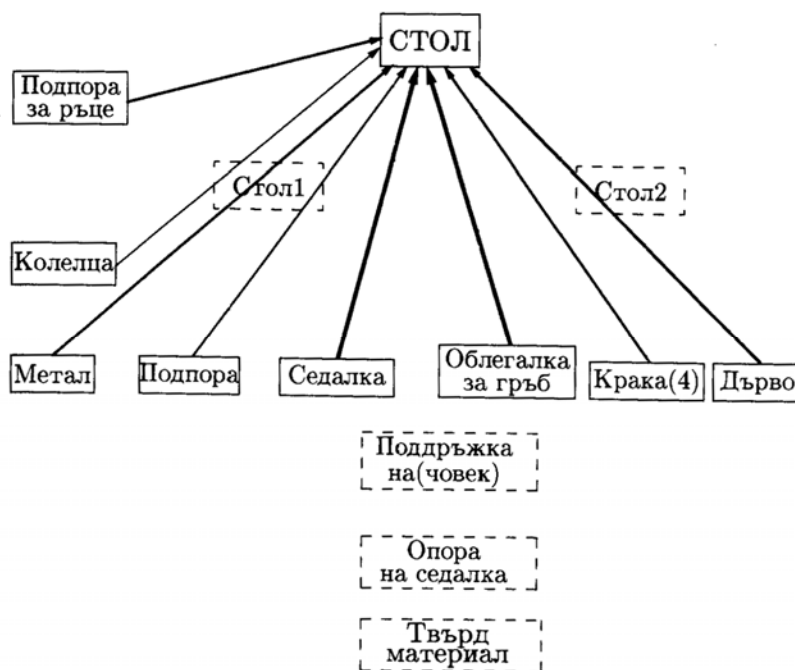 СТОЛ
Подпора
за ръце
Стол1
Стол2
Колелца
Метал
Подпора
Седалка
Облегалка
за гръб
Крака(4)
Дърво
Поддръжка
на(човек)
Опора
на седалка
Твърд
материал